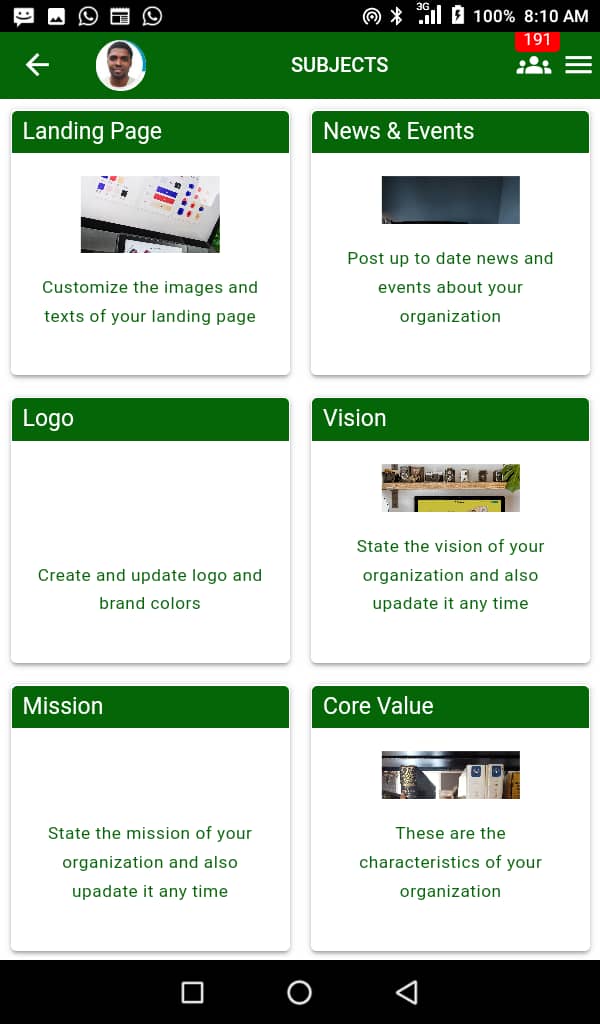 3G
100%
8:10 AM
SUBJECTS
191
Landing Page
Customize the images and
texts of your landing page
News & Events
Post up to date news and
events about your
organization
Logo
Create and update logo and
brand colors
Vision
State the vision of your
organization and also
upadate it any time
Mission
State the mission of your
organization and also
upadate it any time
Core Value
These are the
characteristics of your
organization